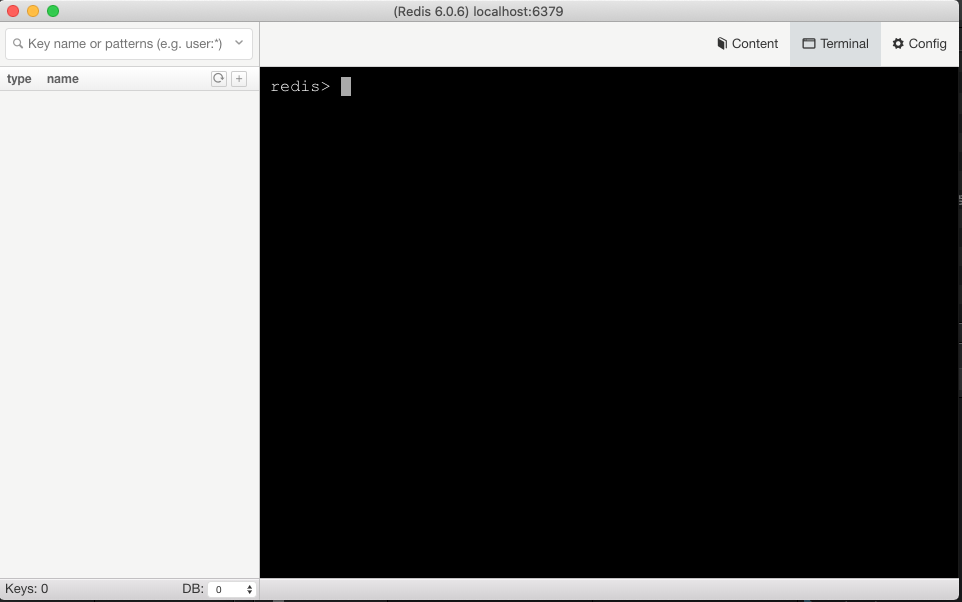 (Redis 6.0.6) localhost:6379
Key name or patterns (e.g. user:*)
Content
Terminal
Config
type name
+
redis>
Keys: 0
DB: 0